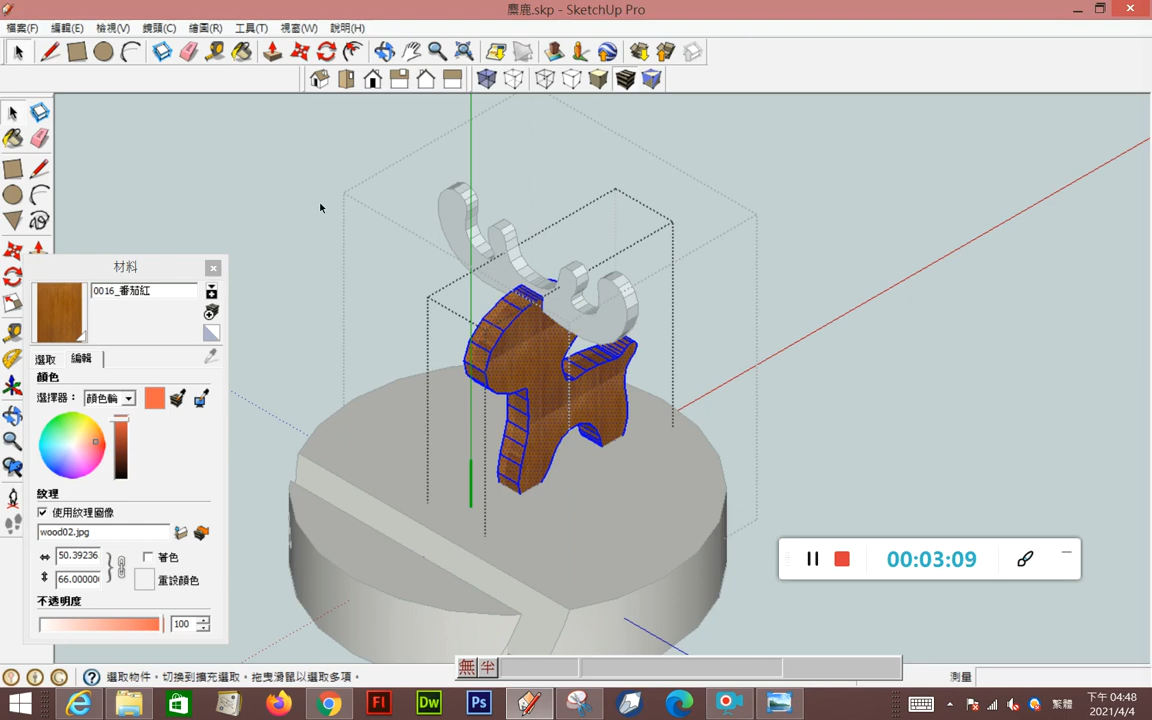 麋鹿.skp - SketchUp Pro
檔案(F) 編輯(E) 檢視(V) 鏡頭(C) 繪圖(R) 工具(T) 視窗(W) 說明(H)
材料
0016_番茄紅
選取 編輯
顏色
選擇器： 顏色輪
紋理
使用紋理圖像
wood02.jpg
50.39236 著色
66.00000 重設顏色
不透明度
100
00:03:09
無 半
選取物件。切換到擴充選取。拖曳滑鼠以選取多項。 測量
Fl Dw Ps 繁體 下午 04:48
2021/4/4